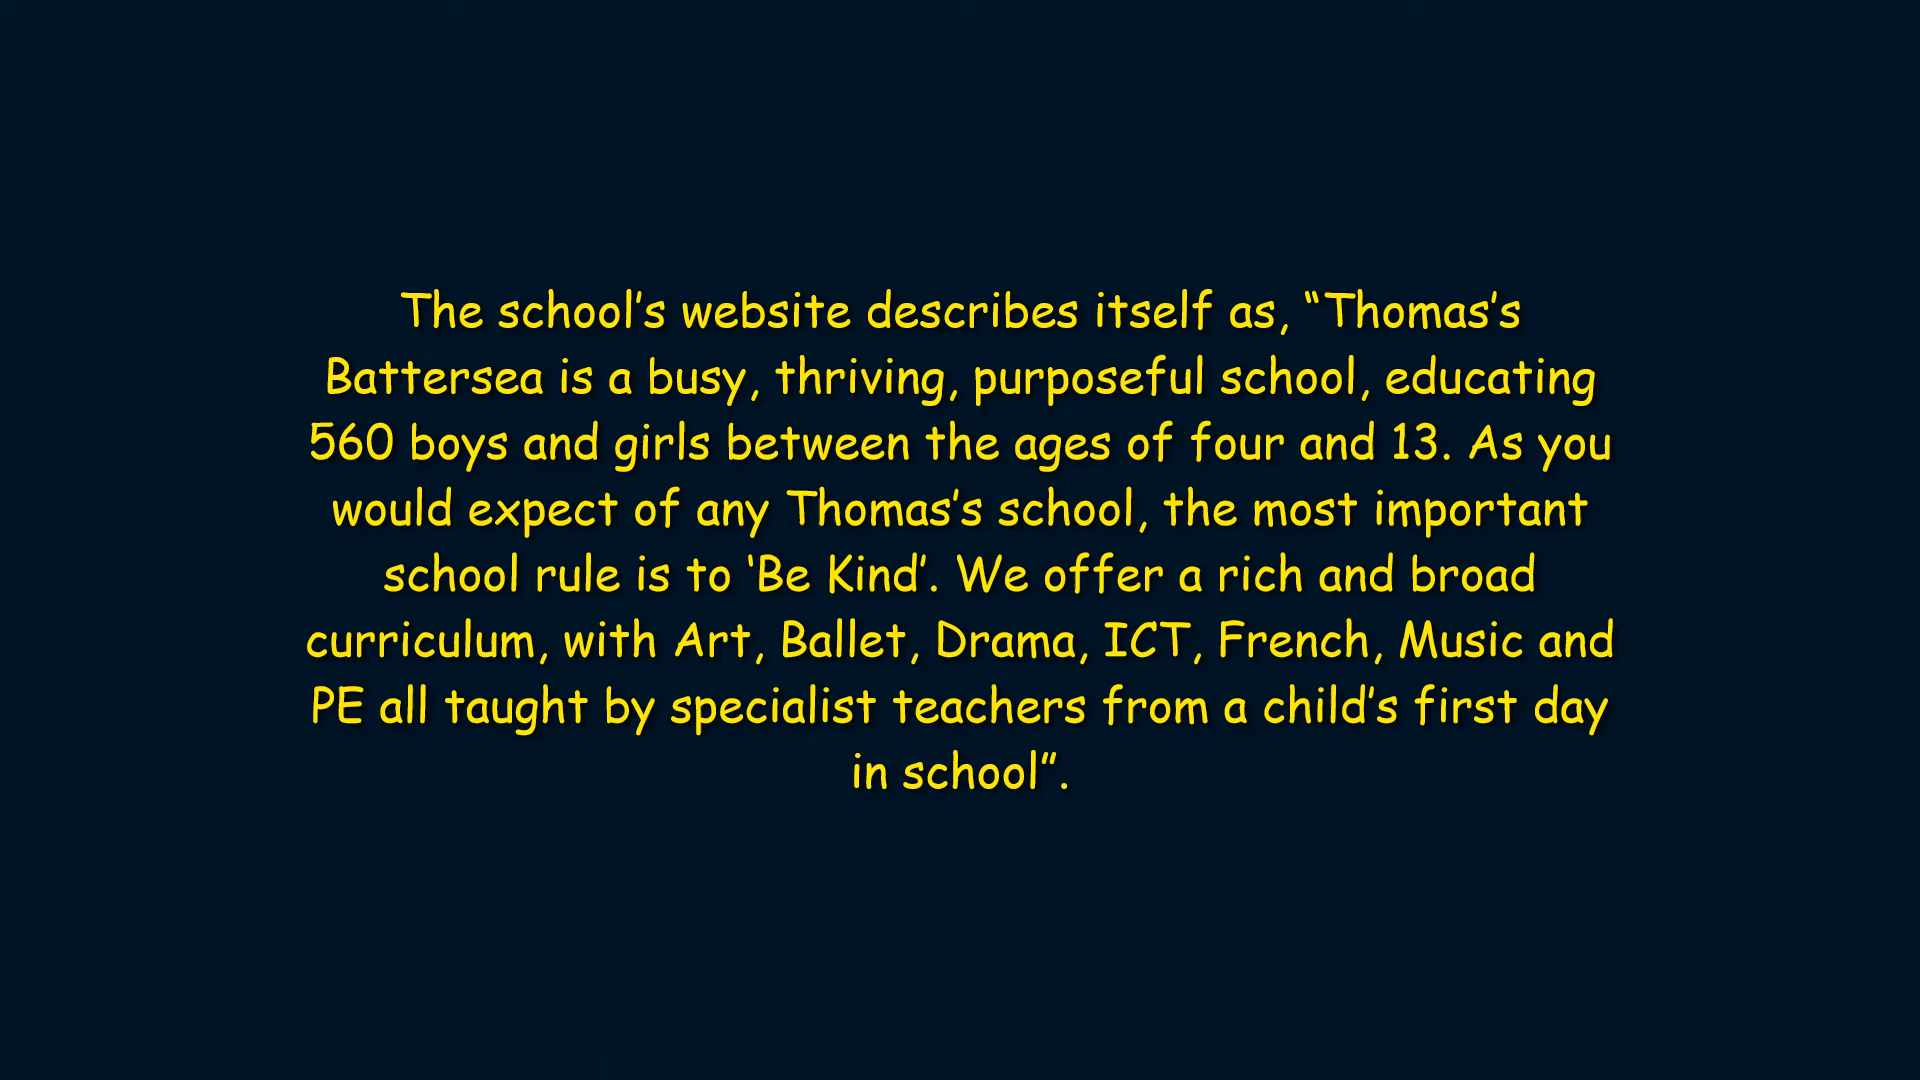 The school’s website describes itself as, “Thomas’s
Battersea is a busy, thriving, purposeful school, educating
560 boys and girls between the ages of four and 13. As you
would expect of any Thomas’s school, the most important
school rule is to ‘Be Kind’. We offer a rich and broad
curriculum, with Art, Ballet, Drama, ICT, French, Music and
PE all taught by specialist teachers from a child’s first day
in school”.